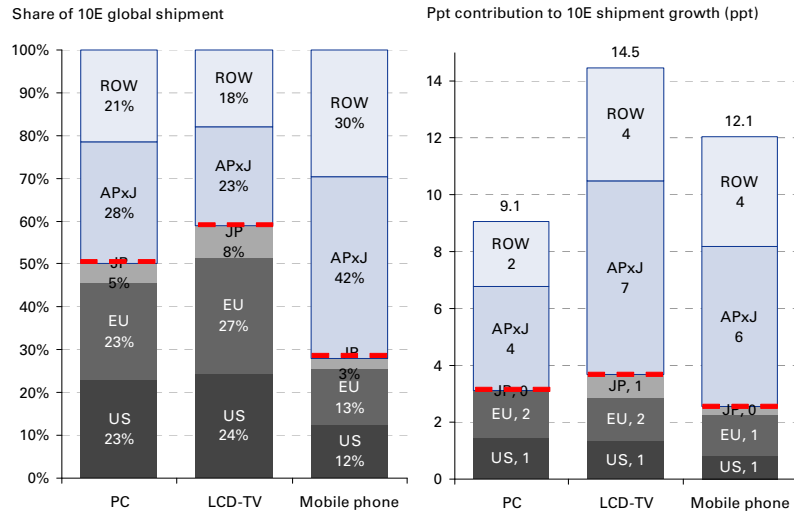 Share of 10E global shipment
100%
90%
80%
70%
60%
50%
40%
30%
20%
10%
0%
ROW
21%
APxJ
28%
JP
5%
EU
23%
US
23%
ROW
18%
APxJ
23%
JP
8%
EU
27%
US
24%
ROW
30%
APxJ
42%
JP
3%
EU
13%
US
12%
PC
LCD-TV
Mobile phone
Ppt contribution to 10E shipment growth (ppt)
14
12
10
8
6
4
2
0
9.1
ROW
2
APxJ
4
JP, 0
EU, 2
US, 1
14.5
ROW
4
APxJ
7
JP, 1
EU, 2
US, 1
12.1
ROW
4
APxJ
6
JP, 0
EU, 1
US, 1
PC
LCD-TV
Mobile phone